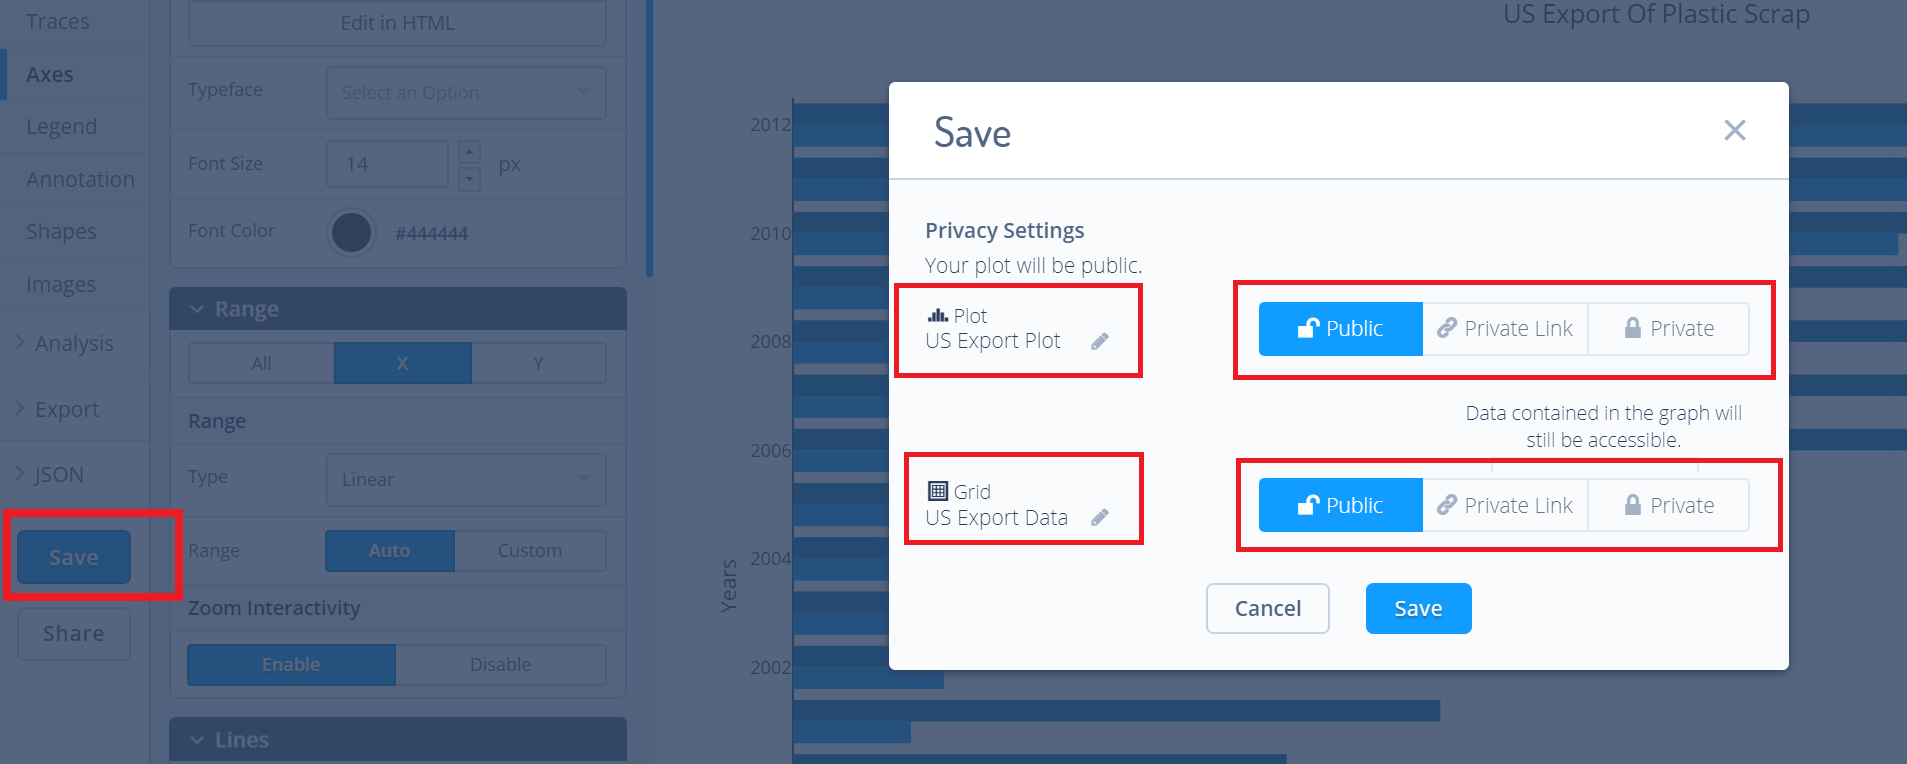 Traces
Axes
Legend
Annotation
Shapes
Images
Analysis
Export
JSON
Save
Share
Edit in HTML
Typeface Select an Option
Font Size 14 px
Font Color #444444
Range
All X Y
Range
Type Linear
Range Auto Custom
Zoom Interactivity
Enable Disable
Lines
US Export Of Plastic Scrap
2012
2010
2008
2006
2004
2002
Years
Save
Privacy Settings
Your plot will be public.
Plot
US Export Plot
Public Private Link Private
Data contained in the graph will
still be accessible.
Grid
US Export Data
Public Private Link Private
Cancel Save